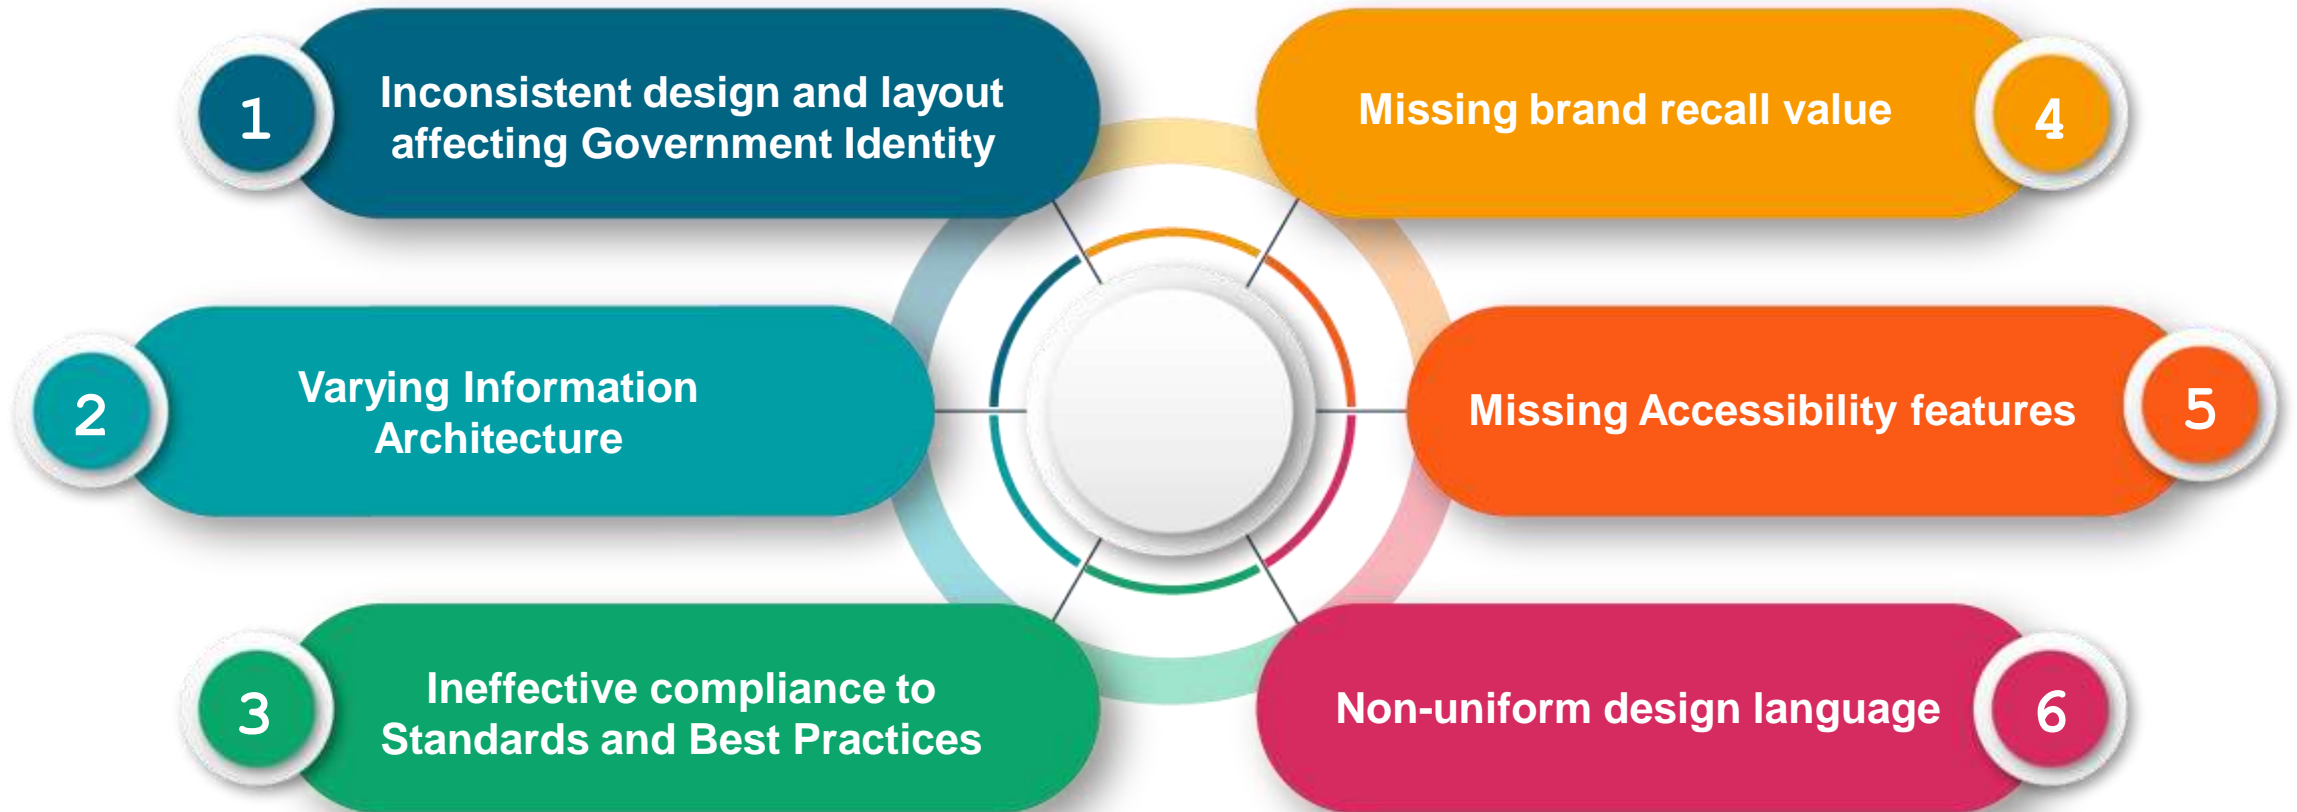 1
Inconsistent design and layout
affecting Government Identity
2
Varying Information
Architecture
3
Ineffective compliance to
Standards and Best Practices
4
Missing brand recall value
5
Missing Accessibility features
6
Non-uniform design language